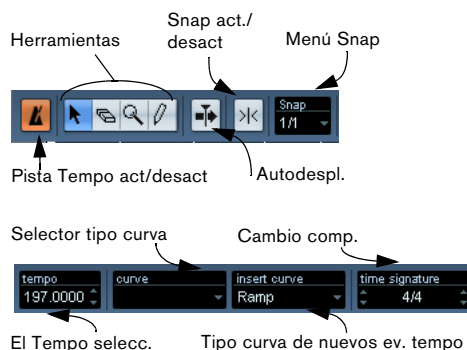 Snap act./
desact
Herramientas
Menú Snap
Snap
1/1
Pista Tempo act/desact
Autodespl.
Selector tipo curva
Cambio comp.
tempo
curve
insert curve
time signature
197.0000
Ramp
4/4
El Tempo selecc.
Tipo curva de nuevos ev. tempo